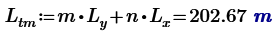 L_tm := m • L_y + n • L_x = 202.67 m